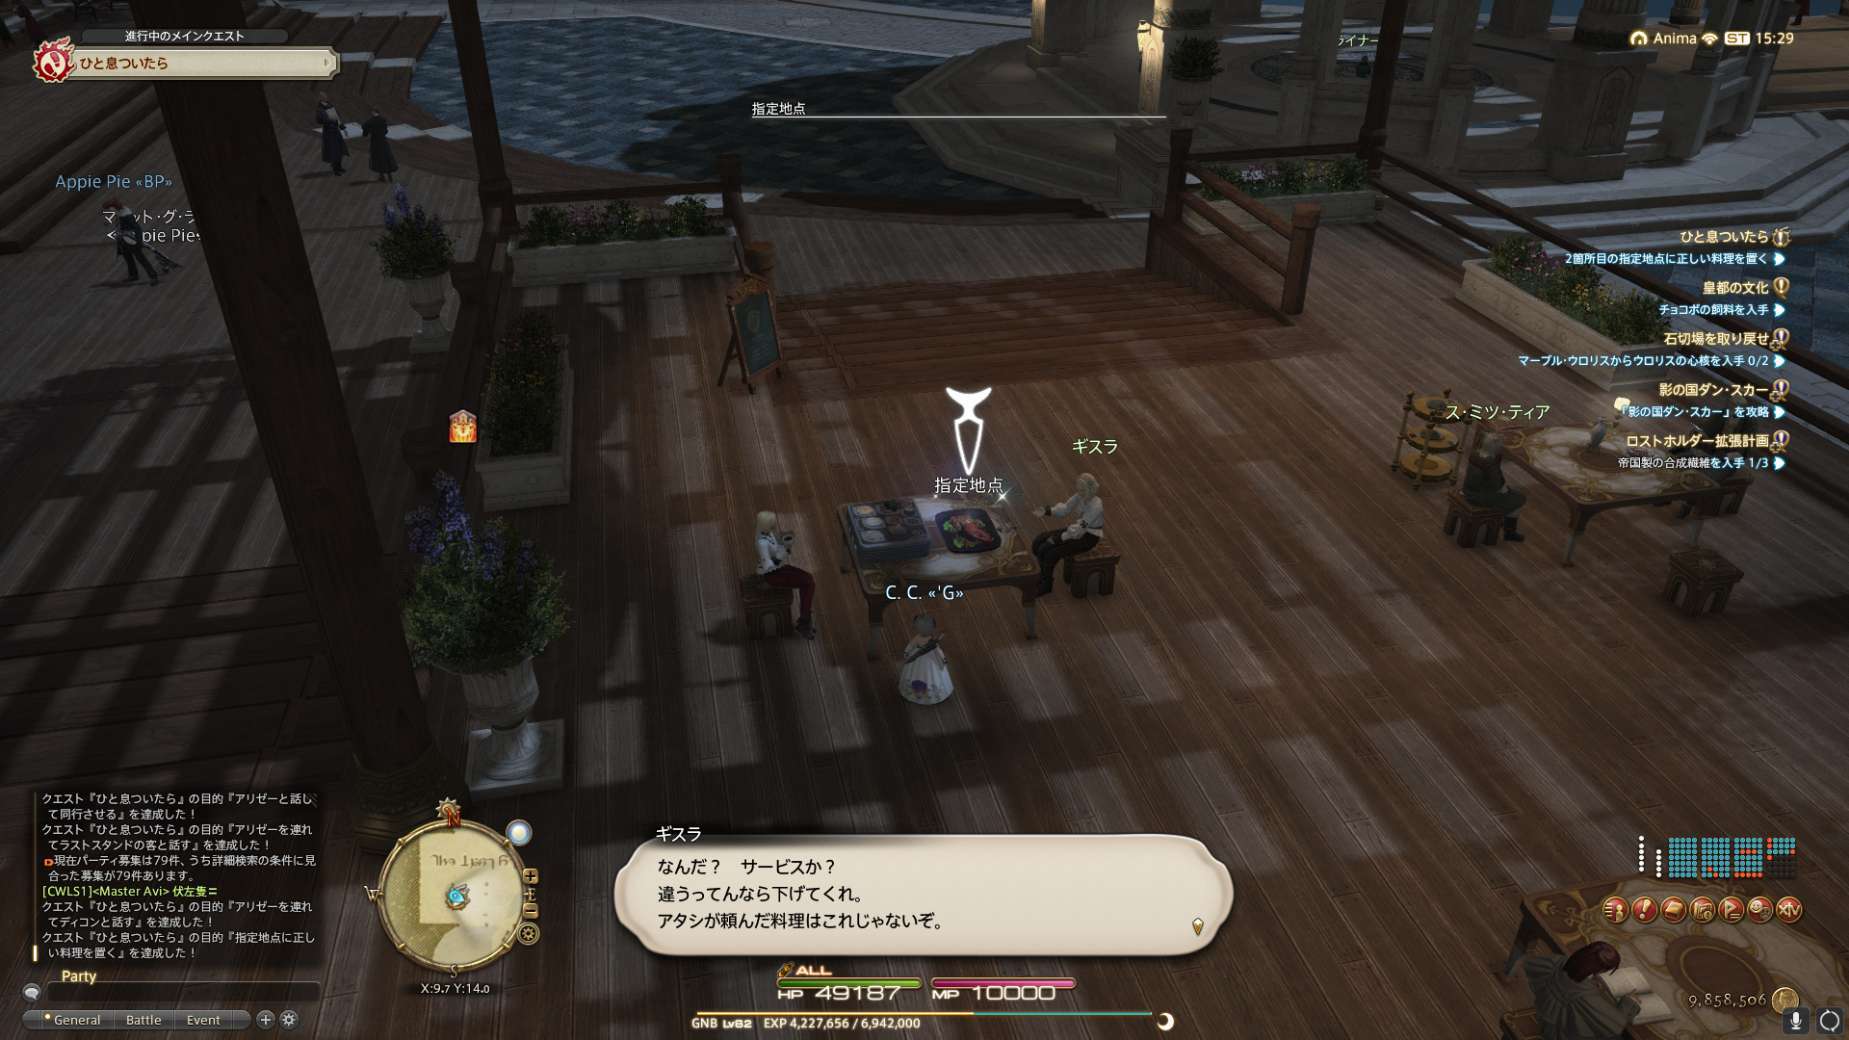 進行中のメインクエスト
ひと息ついたら
Anima
ST 15:29
ライナー
指定地点
Appie Pie «BP»
ひと息ついたら
2箇所目の指定地点に正しい料理を置く
皇都の文化
チョコボの飼料を入手
石切場を取り戻せ
マーブル・ウロリスからウロリスの心核を入手 0/2
影の国ダン・スカー
「影の国ダン・スカー」を攻略
ロストホルダー拡張計画
帝国製の合成繊維を入手 1/3
ス・ミツ・ティア
ギスラ
指定地点
C. C. «'G»
クエスト『ひと息ついたら』の目的『アリゼーと話し
て同行させる』を達成した！
クエスト『ひと息ついたら』の目的『アリゼーを連れ
てラストスタンドの客と話す』を達成した！
現在パーティ募集は79件、うち詳細検索の条件に見
合った募集が79件あります。
[CWLS1]<Master Avi> 伏左隻＝
クエスト『ひと息ついたら』の目的『アリゼーを連れ
てディコンと話す』を達成した！
クエスト『ひと息ついたら』の目的『指定地点に正し
い料理を置く』を達成した！
Party
General
Battle
Event
N
W
E
S
X:9.7 Y:14.0
ギスラ
なんだ？　サービスか？
違うってんなら下げてくれ。
アタシが頼んだ料理はこれじゃないぞ。
ALL
HP 49187
MP 10000
GNB Lv82 EXP 4,227,656 / 6,942,000
XIV
9,858,506